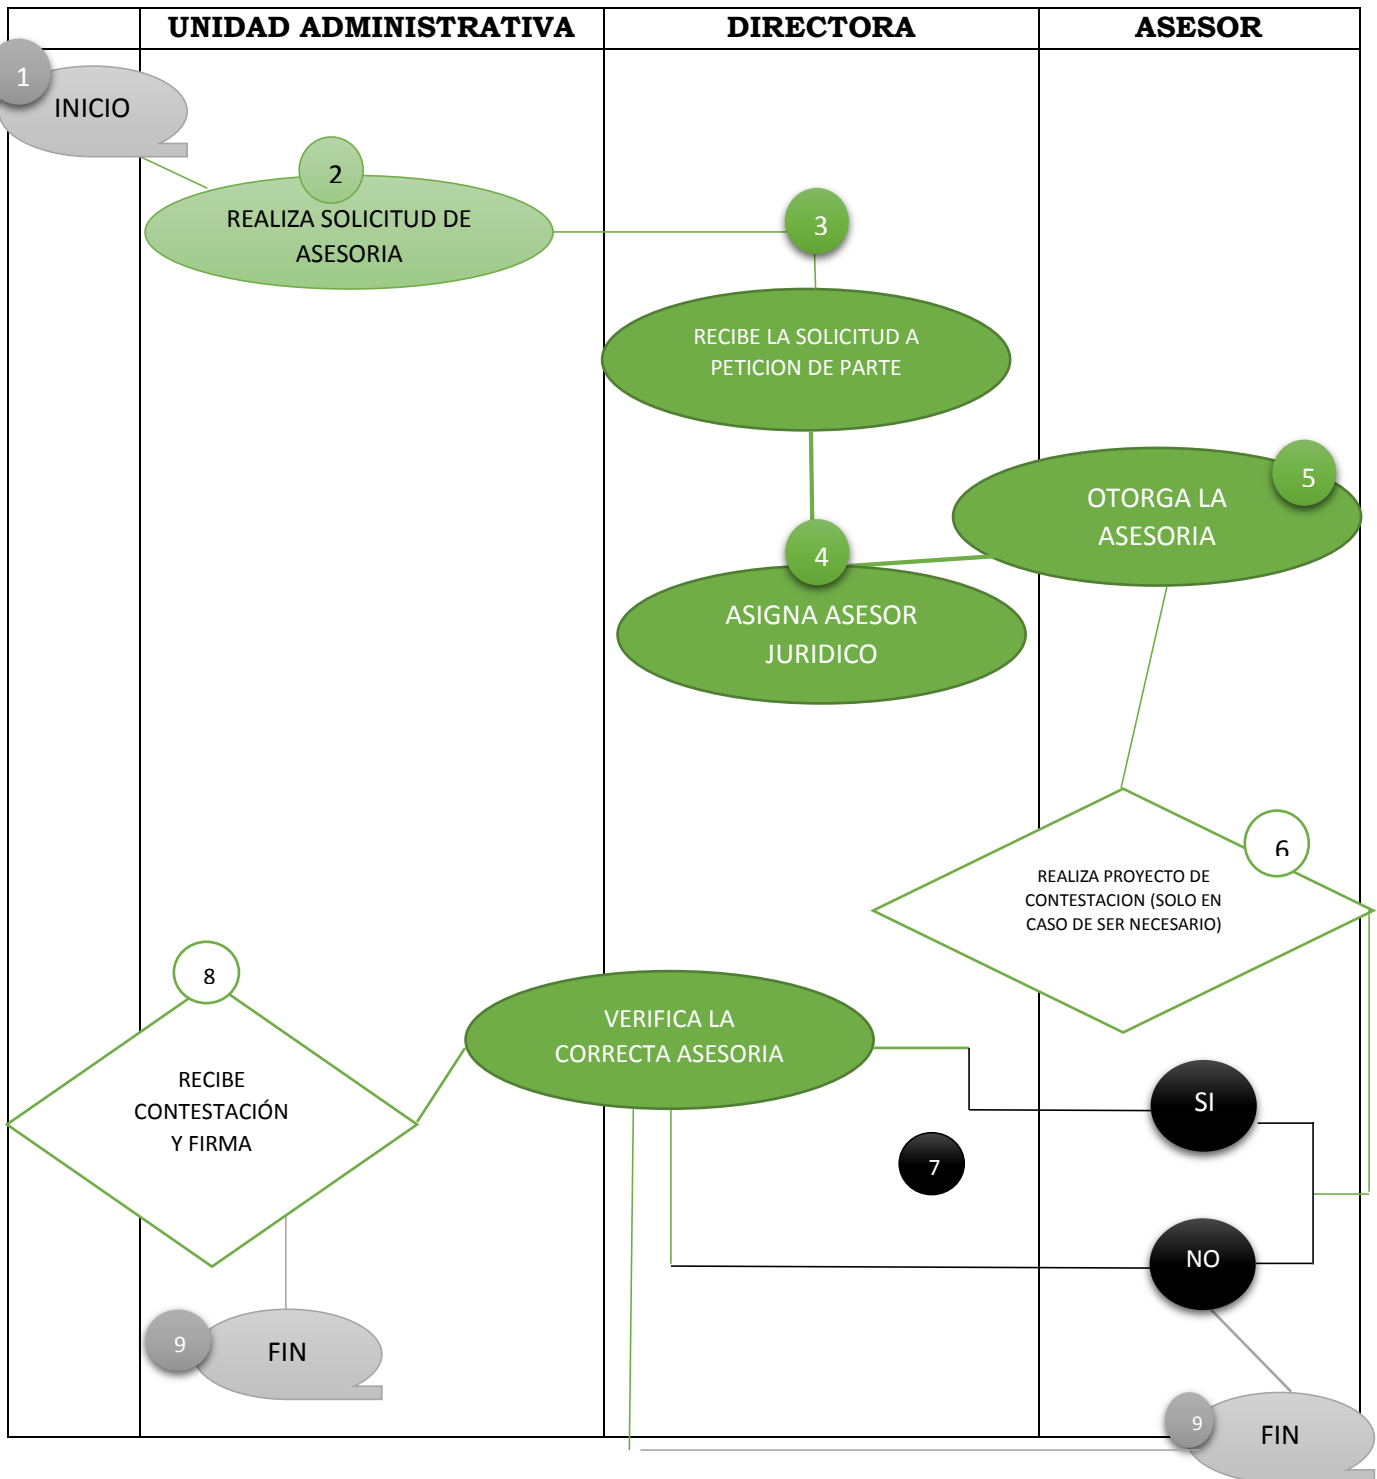 UNIDAD ADMINISTRATIVA
DIRECTORA
ASESOR
1
INICIO
2
REALIZA SOLICITUD DE
ASESORIA
3
RECIBE LA SOLICITUD A
PETICION DE PARTE
5
OTORGA LA
ASESORIA
4
ASIGNA ASESOR
JURIDICO
6
REALIZA PROYECTO DE
CONTESTACION (SOLO EN
CASO DE SER NECESARIO)
8
RECIBE
CONTESTACIÓN
Y FIRMA
VERIFICA LA
CORRECTA ASESORIA
SI
7
NO
9
FIN
9
FIN